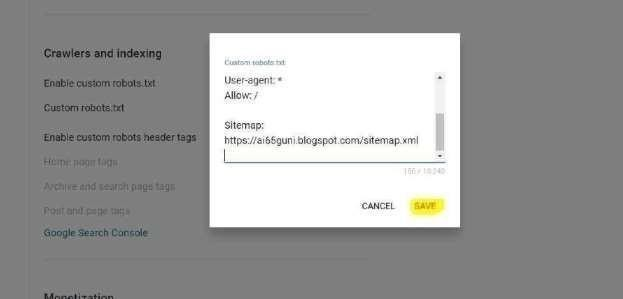 Crawlers and indexing
Enable custom robots.txt
Custom robots.txt
Enable custom robots header tags
Home page tags
Archive and search page tags
Post and page tags
Google Search Console
Monetization
Custom robots.txt
User-agent: *
Allow: /
Sitemap:
https://ai65guni.blogspot.com/sitemap.xml
CANCEL
SAVE